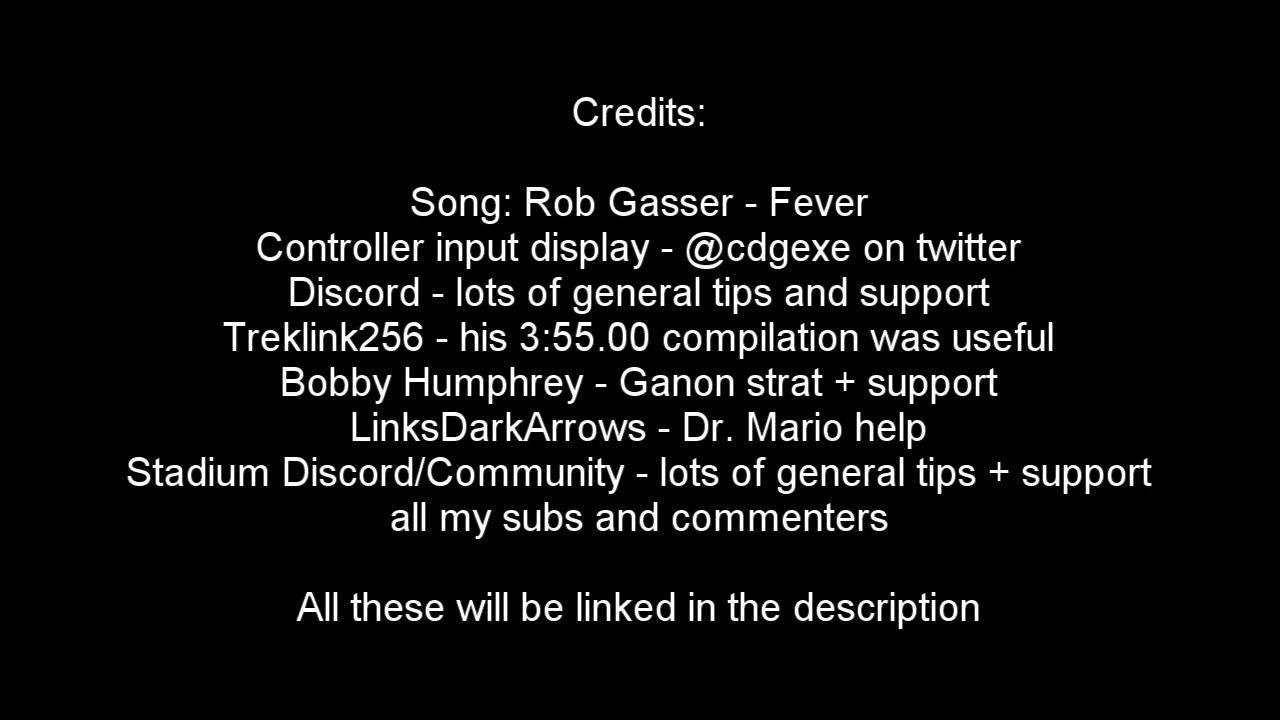 Credits:
Song: Rob Gasser - Fever
Controller input display - @cdgexe on twitter
Discord - lots of general tips and support
Treklink256 - his 3:55.00 compilation was useful
Bobby Humphrey - Ganon strat + support
LinksDarkArrows - Dr. Mario help
Stadium Discord/Community - lots of general tips + support
all my subs and commenters
All these will be linked in the description